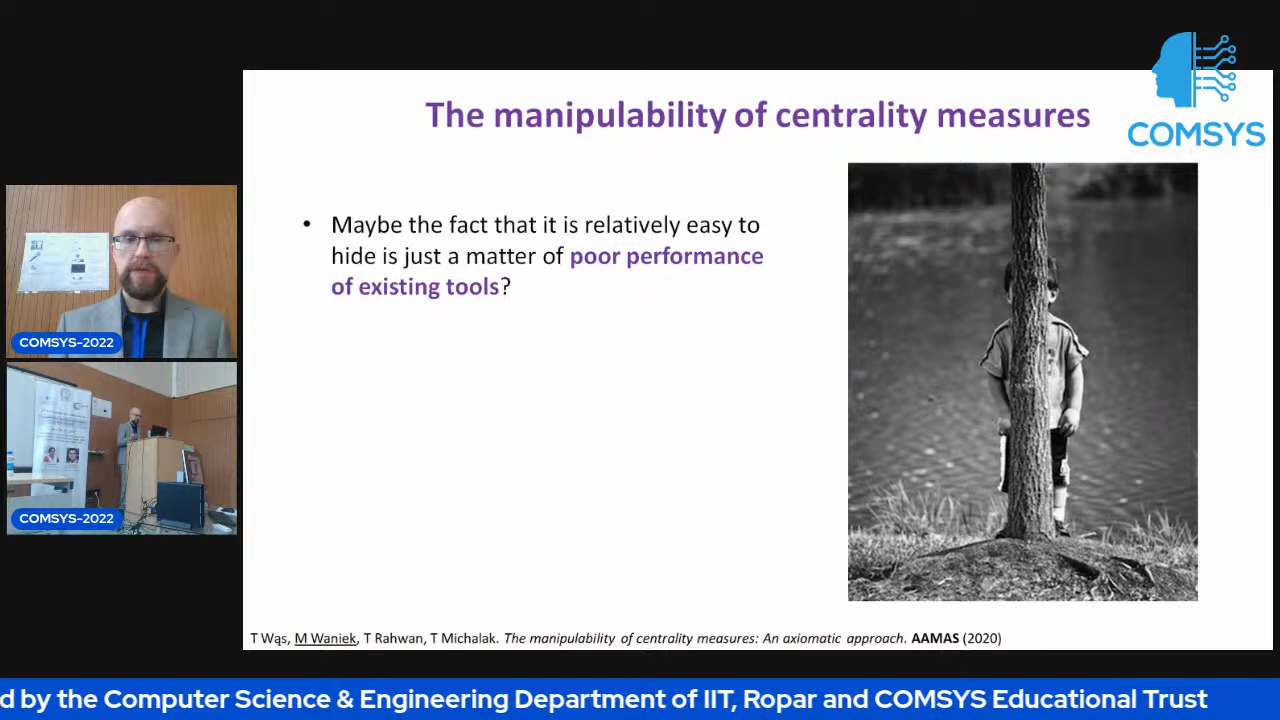 The manipulability of centrality measures
COMSYS
• Maybe the fact that it is relatively easy to
hide is just a matter of poor performance
of existing tools?
COMSYS-2022
COMSYS-2022
T Wąs, M Waniek, T Rahwan, T Michalak. The manipulability of centrality measures: An axiomatic approach. AAMAS (2020)
d by the Computer Science & Engineering Department of IIT, Ropar and COMSYS Educational Trust